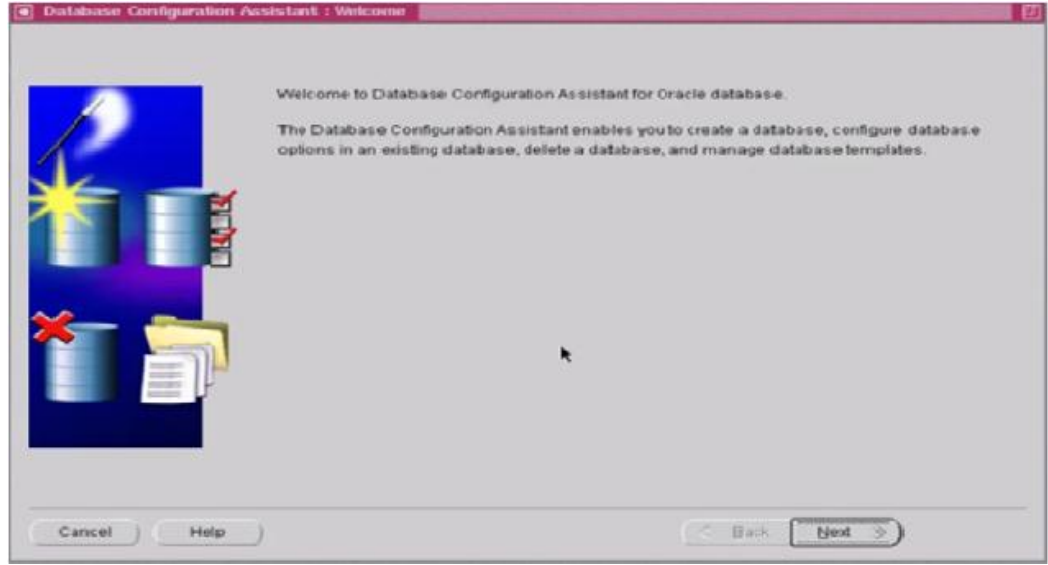 Database Configuration Assistant : Welcome
Welcome to Database Configuration Assistant for Oracle database.
The Database Configuration Assistant enables you to create a database, configure database
options in an existing database, delete a database, and manage database templates.
Cancel
Help
Back
Next